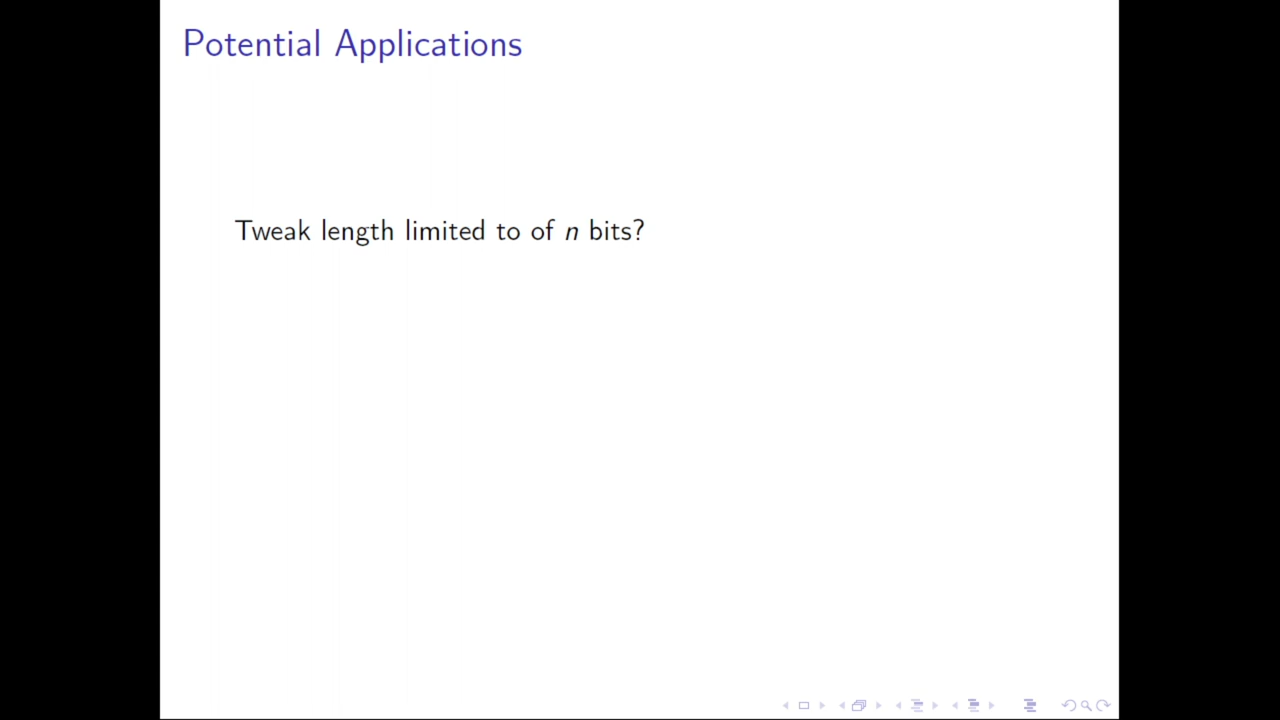 Potential Applications
Tweak length limited to of n bits?